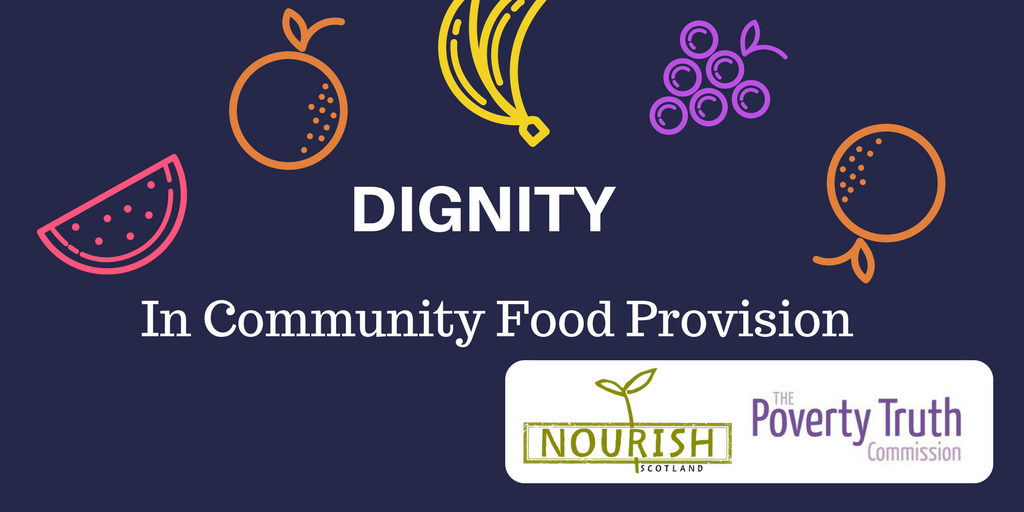 DIGNITY
In Community Food Provision
NOURISH
SCOTLAND
THE
Poverty Truth
Commission